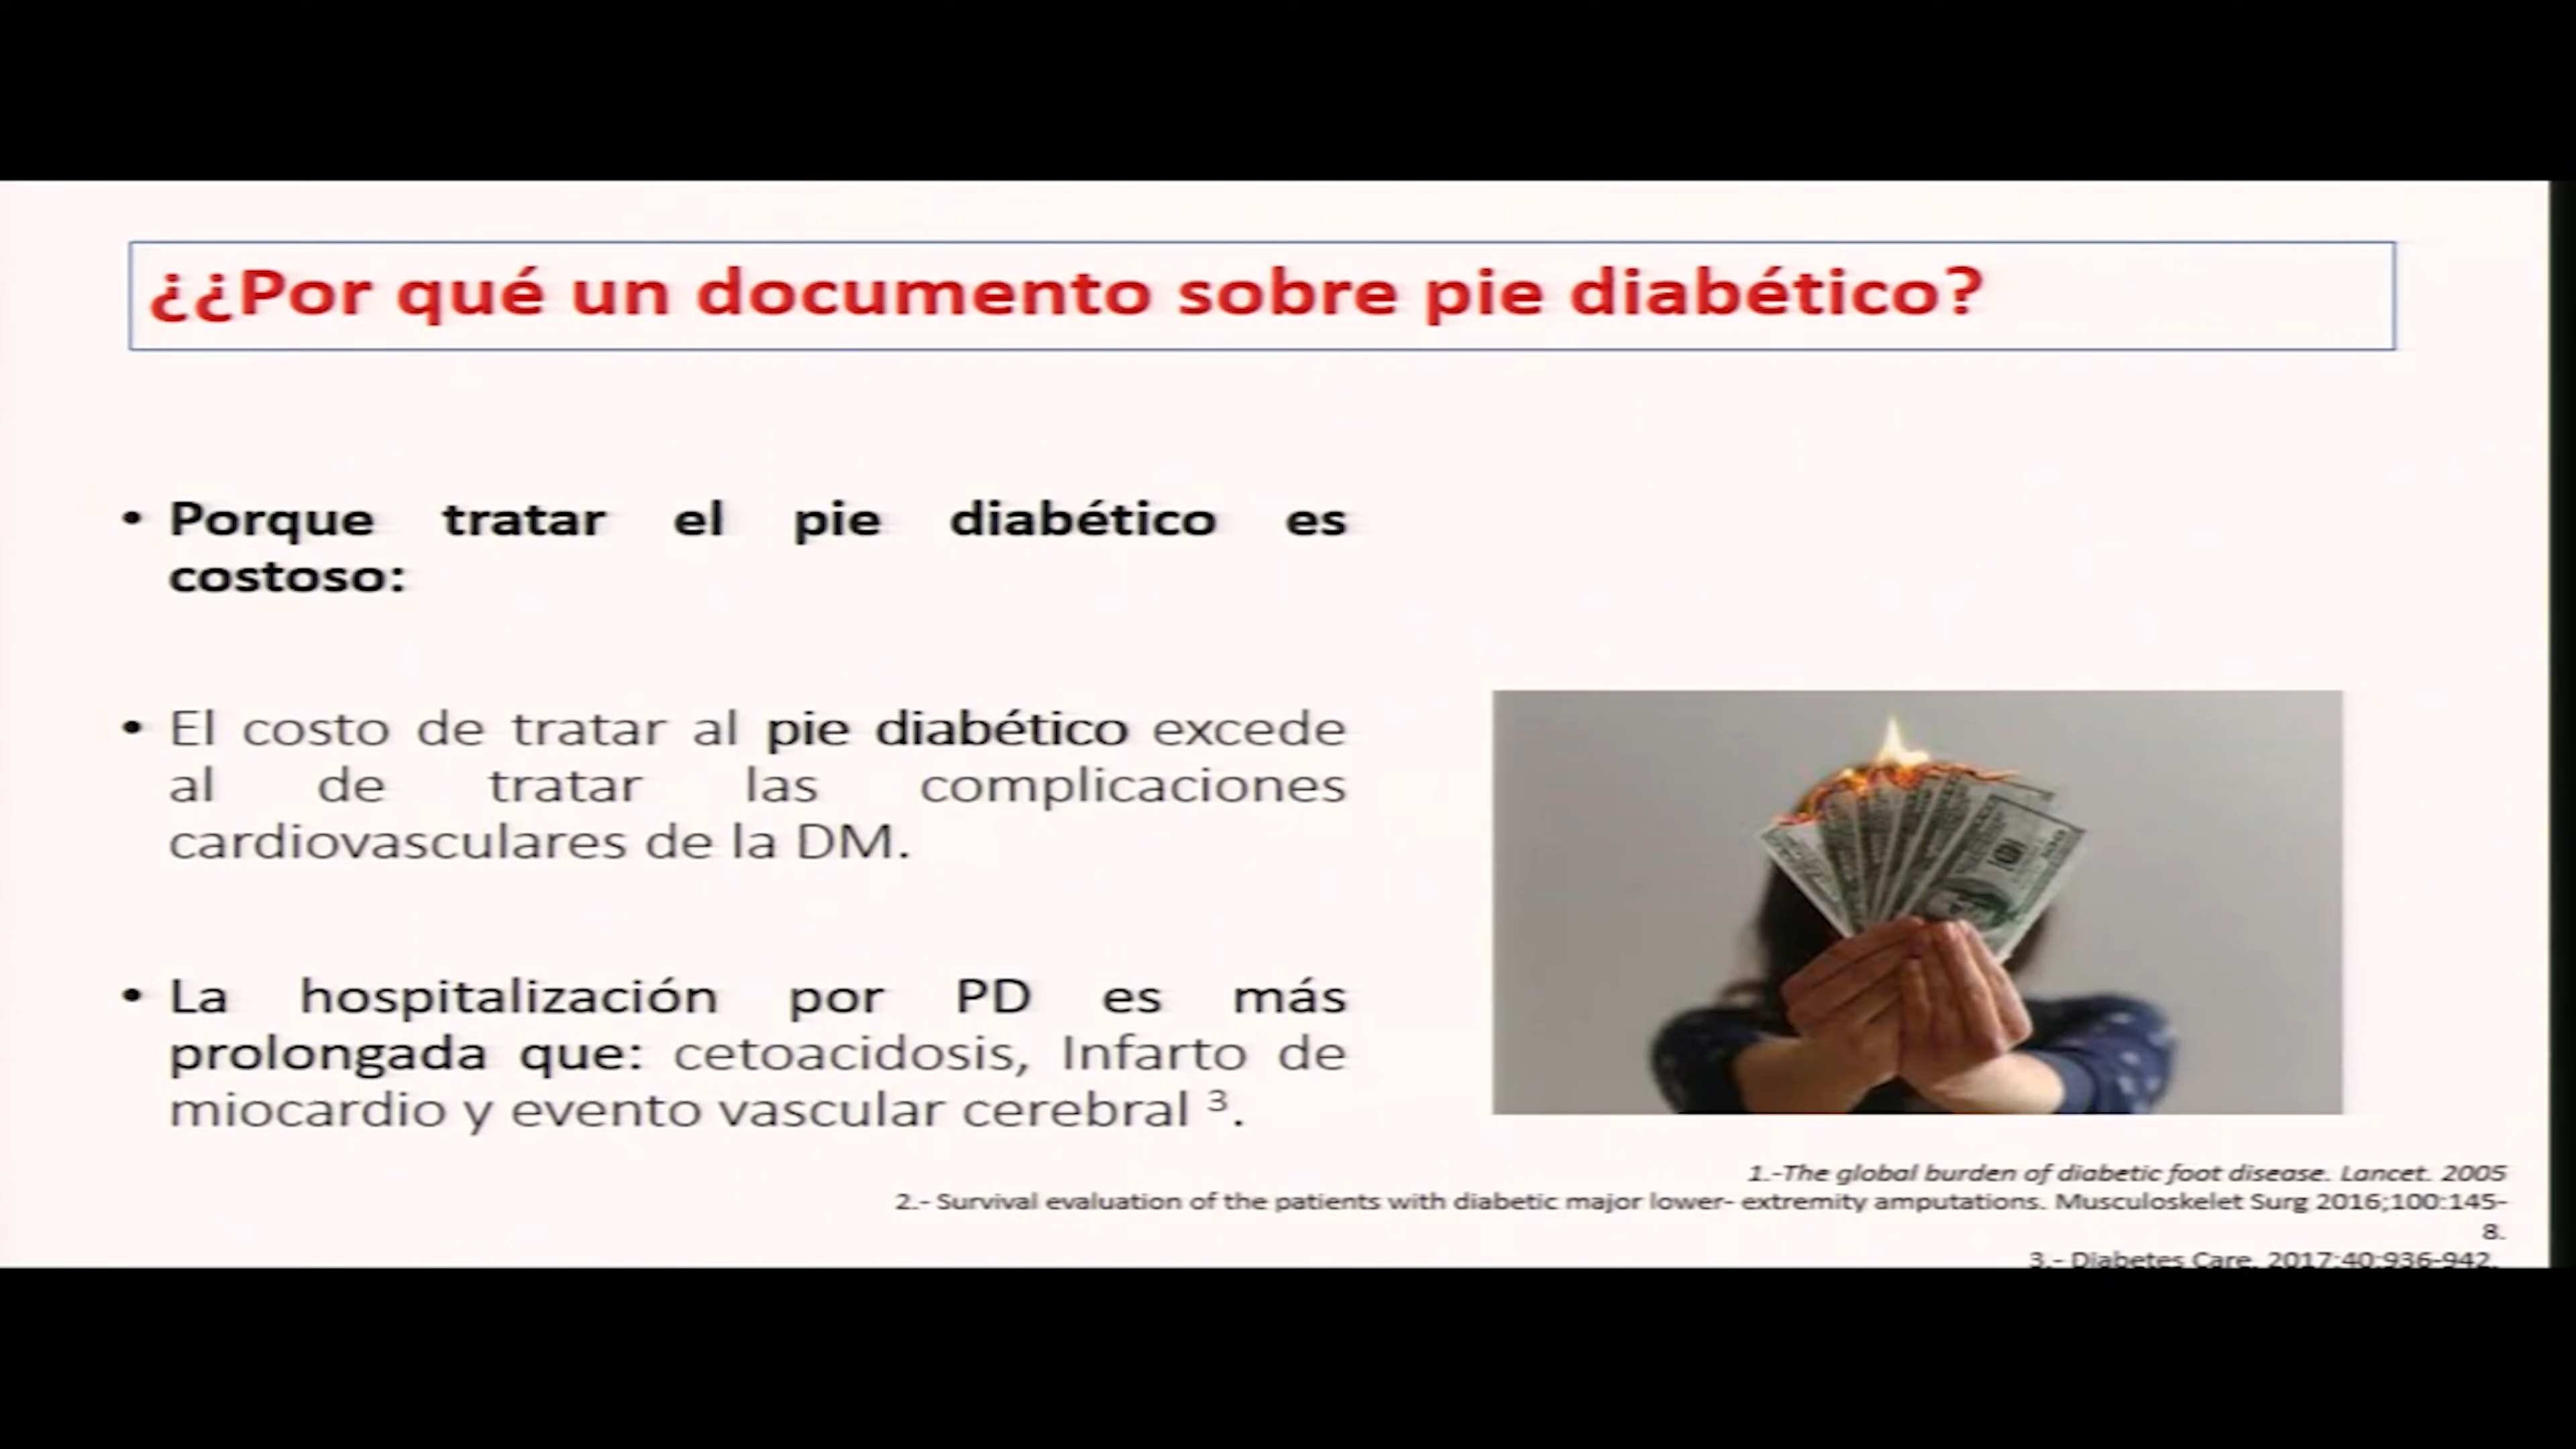 ¿¿Por qué un documento sobre pie diabético?
• Porque tratar el pie diabético es
costoso:
• El costo de tratar al pie diabético excede
al de tratar las complicaciones
cardiovasculares de la DM.
• La hospitalización por PD es más
prolongada que: cetoacidosis, Infarto de
miocardio y evento vascular cerebral ³.
1.-The global burden of diabetic foot disease. Lancet. 2005
2.- Survival evaluation of the patients with diabetic major lower- extremity amputations. Musculoskelet Surg 2016;100:145-
8.
3.- Diabetes Care. 2017;40:936-942.